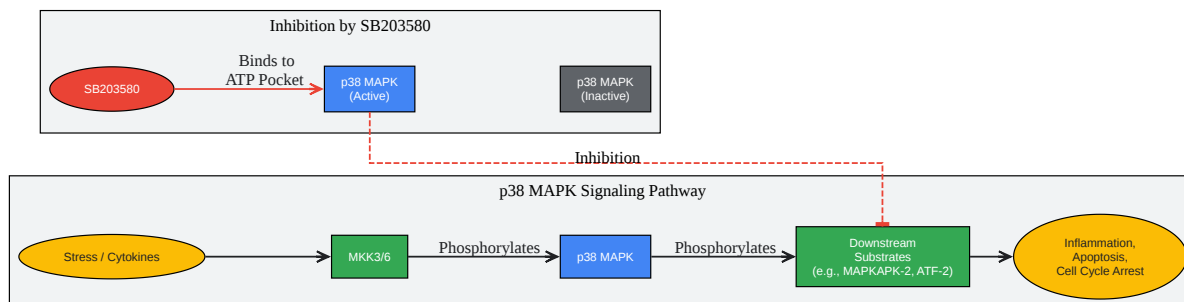 Inhibition by SB203580
Binds to
ATP Pocket
SB203580
p38 MAPK
(Active)
p38 MAPK
(Inactive)
Inhibition
p38 MAPK Signaling Pathway
Stress / Cytokines
MKK3/6
Phosphorylates
p38 MAPK
Phosphorylates
Downstream
Substrates
(e.g., MAPKAPK-2, ATF-2)
Inflammation,
Apoptosis,
Cell Cycle Arrest